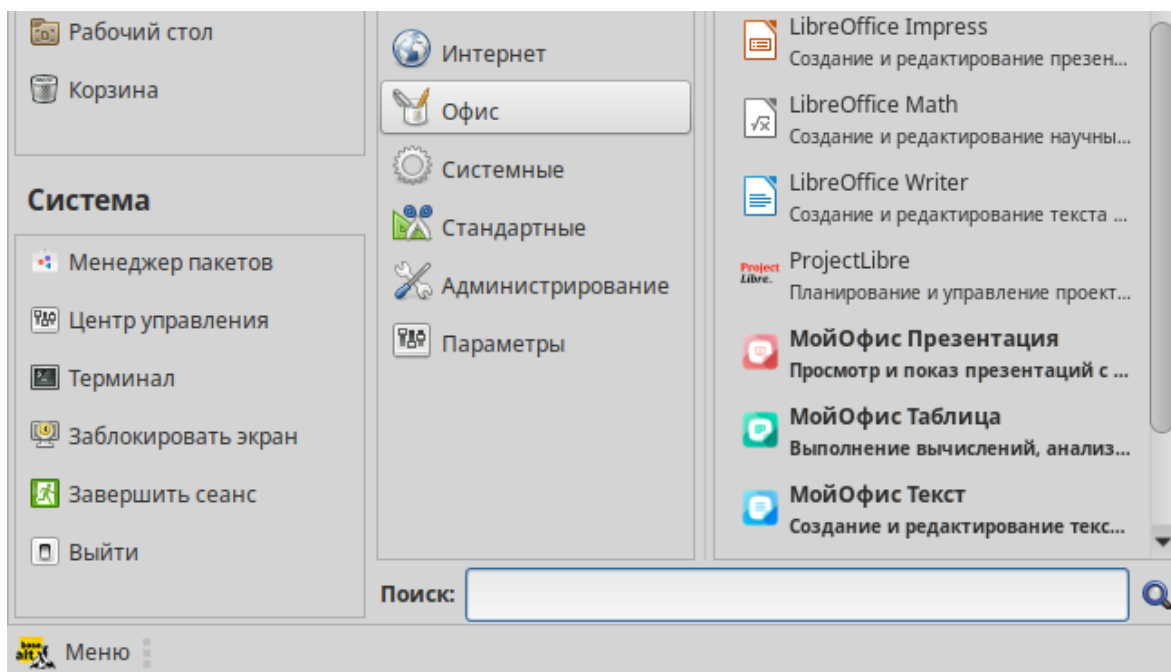 Рабочий стол
Корзина
Система
Менеджер пакетов
Центр управления
Терминал
Заблокировать экран
Завершить сеанс
Выйти
Интернет
Офис
Системные
Стандартные
Администрирование
Параметры
LibreOffice Impress
Создание и редактирование презен...
LibreOffice Math
Создание и редактирование научны...
LibreOffice Writer
Создание и редактирование текста ...
Project
Libre.
ProjectLibre
Планирование и управление проект...
МойОфис Презентация
Просмотр и показ презентаций с ...
МойОфис Таблица
Выполнение вычислений, анализ...
МойОфис Текст
Создание и редактирование текс...
Поиск:
base
alt
Меню